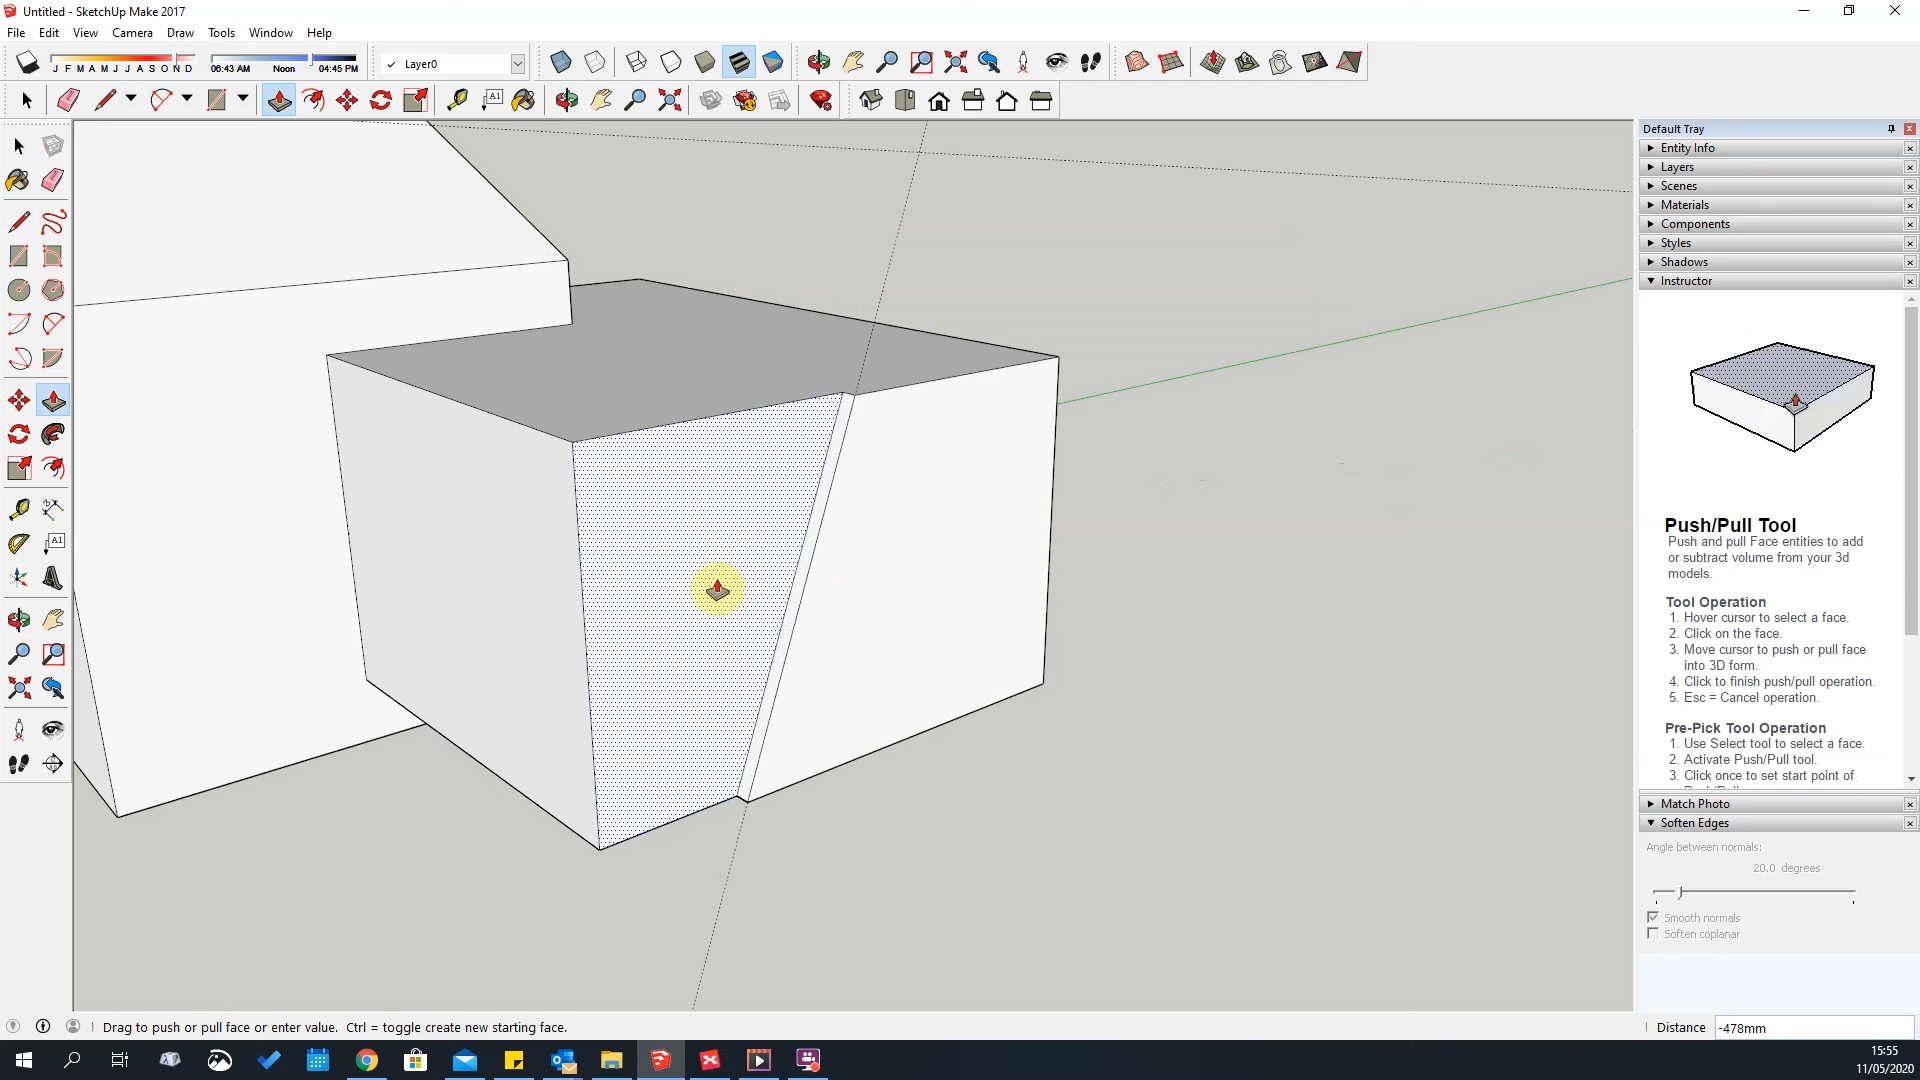 Untitled - SketchUp Make 2017
File Edit View Camera Draw Tools Window Help
J F M A M J J A S O N D
06:43 AM Noon 04:45 PM
✓ Layer0
A1
Default Tray
Entity Info
Layers
Scenes
Materials
Components
Styles
Shadows
Instructor
A1
Push/Pull Tool
Push and pull Face entities to add
or subtract volume from your 3d
models.
Tool Operation
1. Hover cursor to select a face.
2. Click on the face.
3. Move cursor to push or pull face
into 3D form.
4. Click to finish push/pull operation.
5. Esc = Cancel operation.
Pre-Pick Tool Operation
1. Use Select tool to select a face.
2. Activate Push/Pull tool.
3. Click once to set start point of
Match Photo
Soften Edges
Angle between normals:
20.0 degrees
Smooth normals
Soften coplanar
Drag to push or pull face or enter value. Ctrl = toggle create new starting face.
Distance -478mm
15:55
11/05/2020